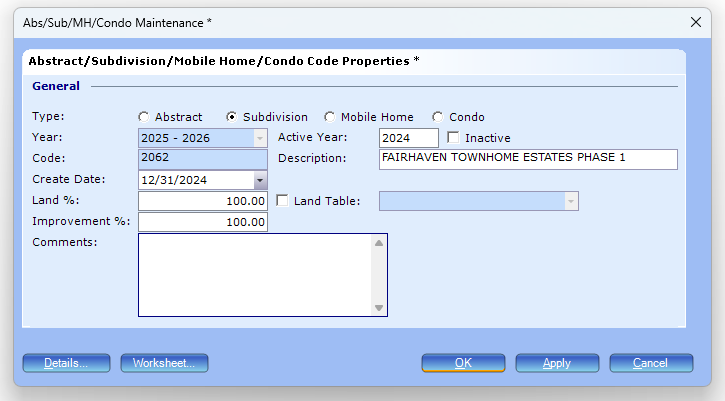 Abs/Sub/MH/Condo Maintenance *
Abstract/Subdivision/Mobile Home/Condo Code Properties *
General
Type: Abstract Subdivision Mobile Home Condo
Year: 2025 - 2026 Active Year: 2024 Inactive
Code: 2062 Description: FAIRHAVEN TOWNHOME ESTATES PHASE 1
Create Date: 12/31/2024
Land %: 100.00 Land Table:
Improvement %: 100.00
Comments:
Details... Worksheet... OK Apply Cancel